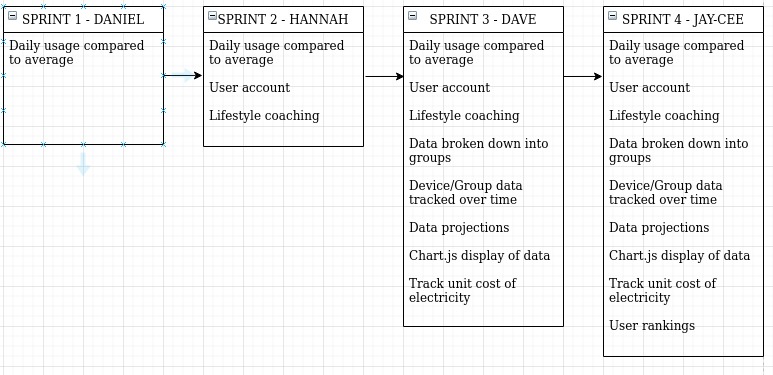 SPRINT 1 - DANIEL
Daily usage compared
to average
SPRINT 2 - HANNAH
Daily usage compared
to average
User account
Lifestyle coaching
SPRINT 3 - DAVE
Daily usage compared
to average
User account
Lifestyle coaching
Data broken down into
groups
Device/Group data
tracked over time
Data projections
Chart.js display of data
Track unit cost of
electricity
SPRINT 4 - JAY-CEE
Daily usage compared
to average
User account
Lifestyle coaching
Data broken down into
groups
Device/Group data
tracked over time
Data projections
Chart.js display of data
Track unit cost of
electricity
User rankings